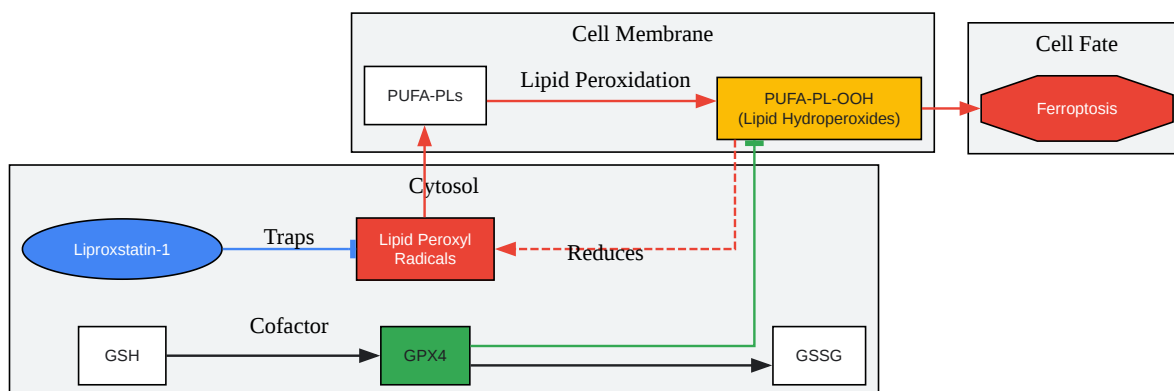 Cell Membrane
Cell Fate
Lipid Peroxidation
PUFA-PLs
PUFA-PL-OOH
(Lipid Hydroperoxides)
Ferroptosis
Cytosol
Liproxstatin-1
Traps
Lipid Peroxyl
Radicals
Reduces
Cofactor
GSH
GPX4
GSSG